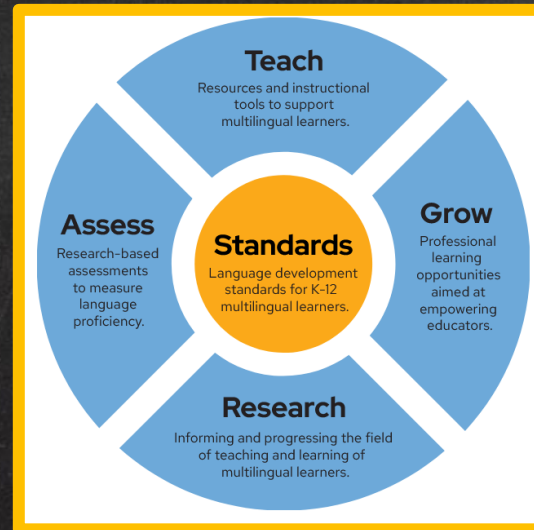 Teach
Resources and instructional
tools to support
multilingual learners.
Assess
Research-based
assessments
to measure
language
proficiency.
Standards
Language development
standards for K-12
multilingual learners.
Grow
Professional
learning
opportunities
aimed at
empowering
educators.
Research
Informing and progressing the field
of teaching and learning of
multilingual learners.